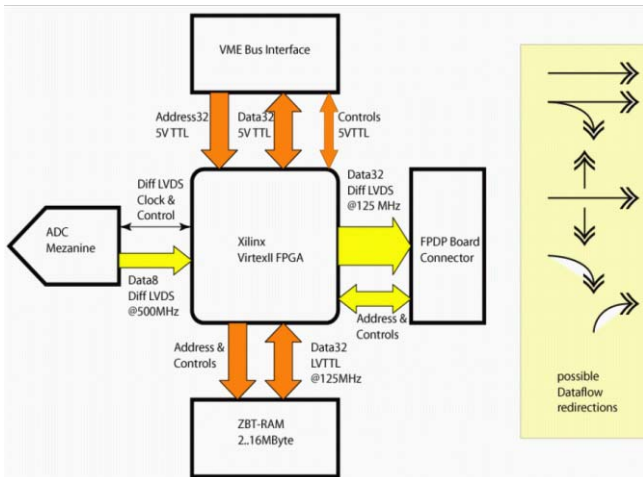 VME Bus Interface
Address32
5V TTL
Data32
5V TTL
Controls
5VTTL
Diff LVDS
Clock &
Control
Data32
Diff LVDS
@125 MHz
ADC
Mezanine
Xilinx
VirtexII FPGA
FPDP Board
Connector
Data8
Diff LVDS
@500MHz
Address &
Controls
Address &
Controls
Data32
LVTTL
@125MHz
ZBT-RAM
2..16MByte
possible
Dataflow
redirections